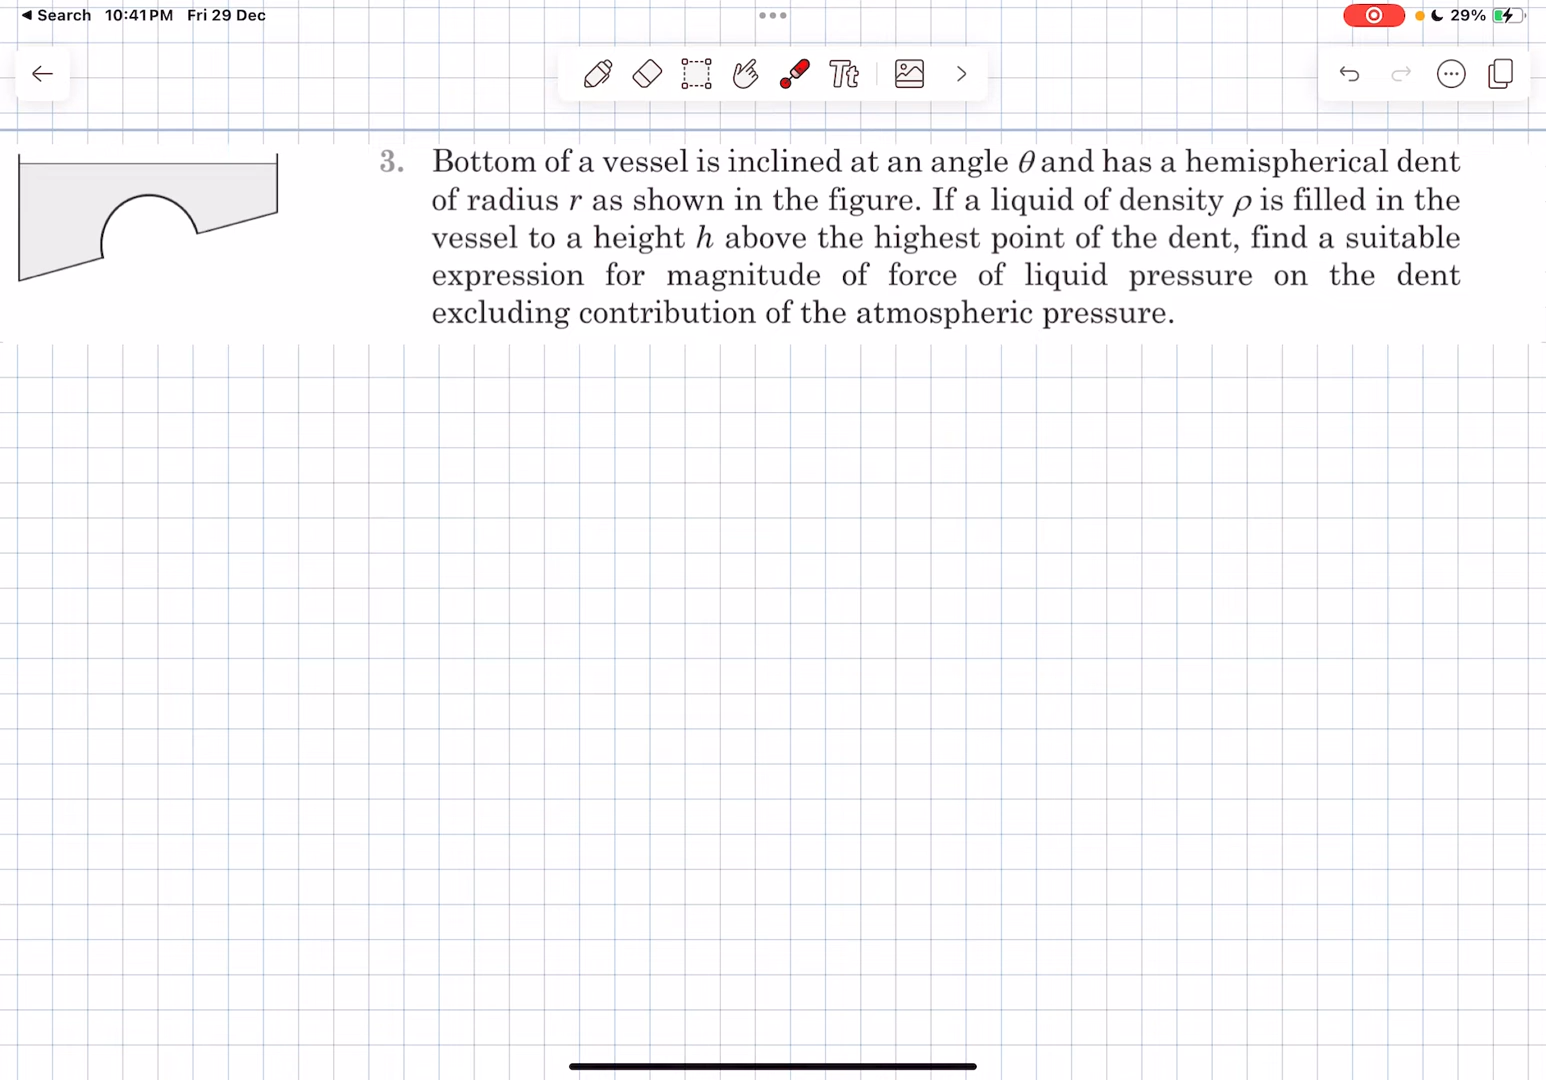 ◀ Search 10:41 PM Fri 29 Dec
29%
Tt
3. Bottom of a vessel is inclined at an angle θ and has a hemispherical dent
of radius r as shown in the figure. If a liquid of density ρ is filled in the
vessel to a height h above the highest point of the dent, find a suitable
expression for magnitude of force of liquid pressure on the dent
excluding contribution of the atmospheric pressure.